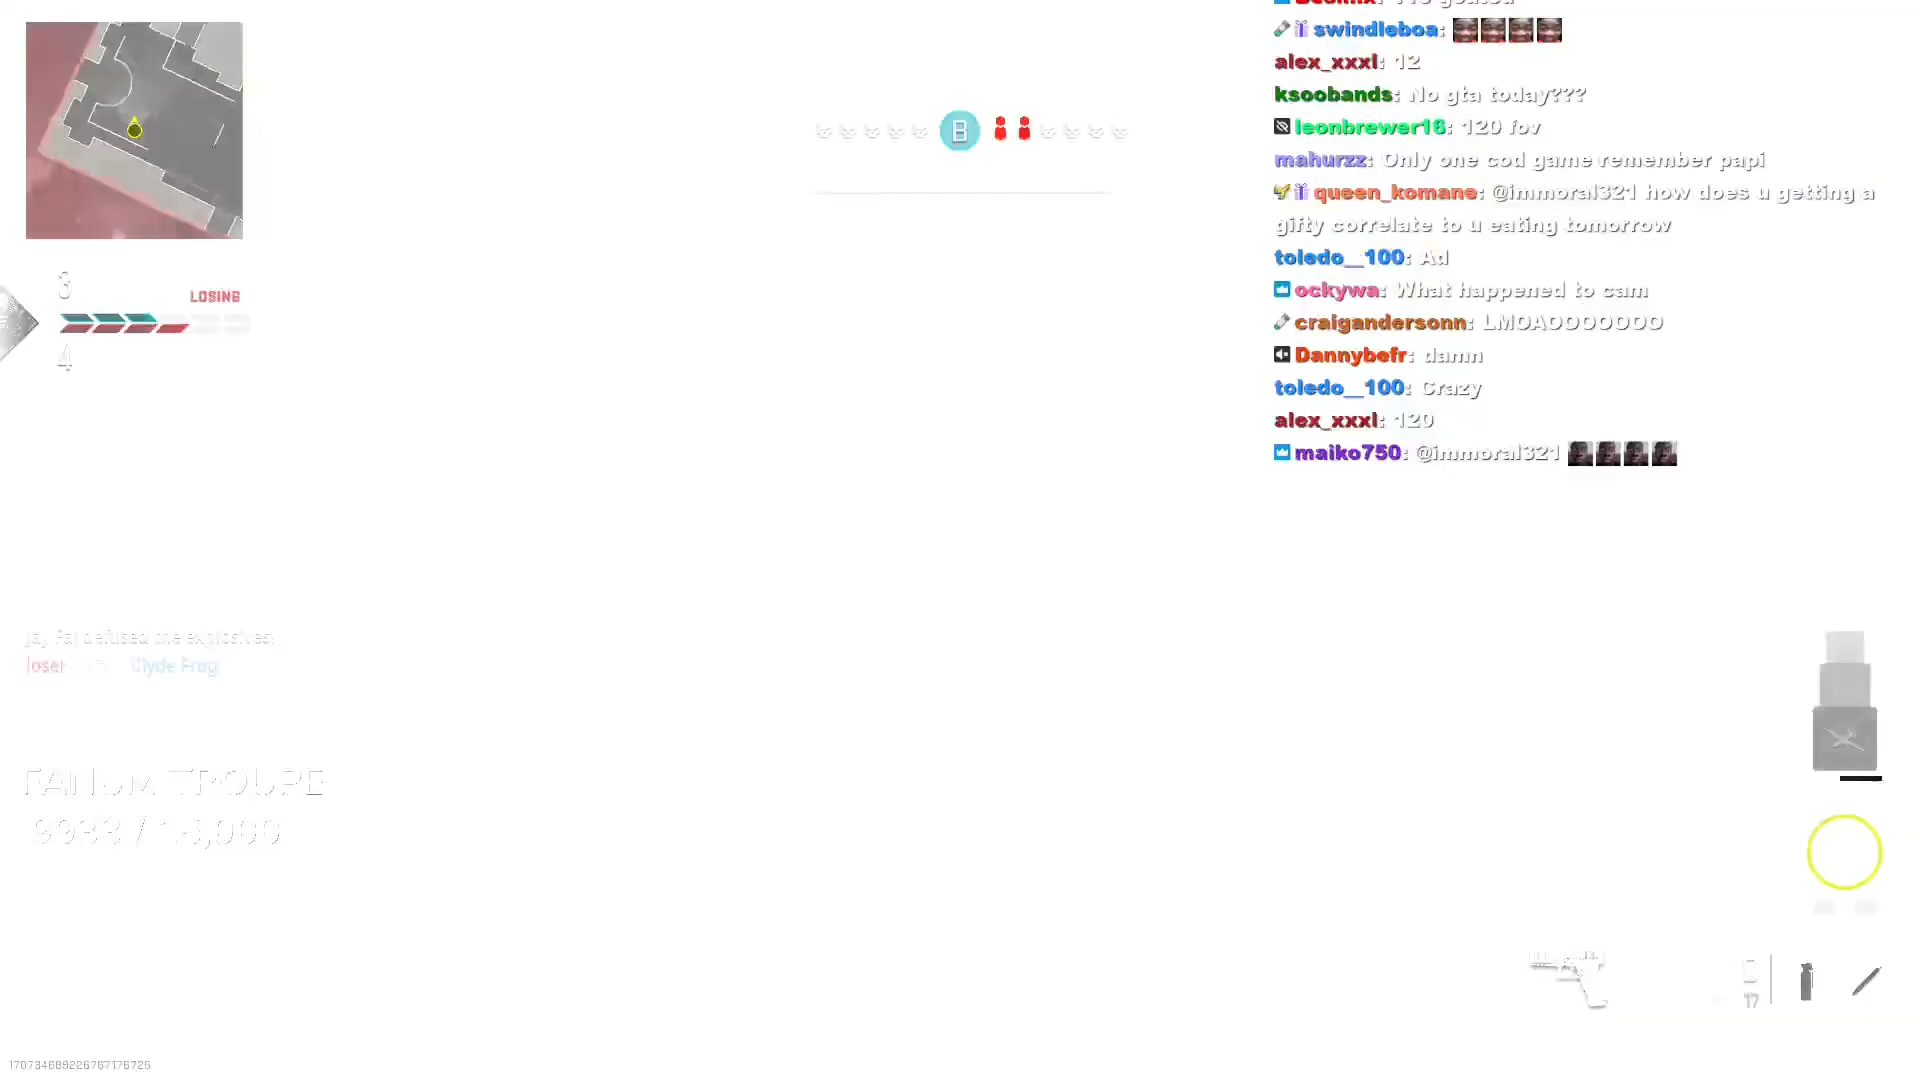 swindleboa:
alex_xxxl: 12
ksoobands: No gta today???
leonbrewer16: 120 fov
mahurzz: Only one cod game remember papi
queen_komane: @immoral321 how does u getting a
gifty correlate to u eating tomorrow
toledo__100: Ad
ockywa: What happened to cam
craigandersonn: LMOAOOOOOOO
Dannybefr: damn
toledo__100: Crazy
alex_xxxl: 120
maiko750: @immoral321
B
3
LOSING
4
defused the explosives.
loser Clyde Frog
TROUPE
17